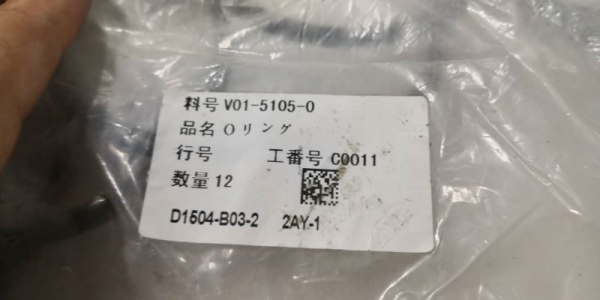 料号 V01-5105-0
品名 Oリング
行号 工番号 C0011
数量 12
D1504-B03-2 2AY-1